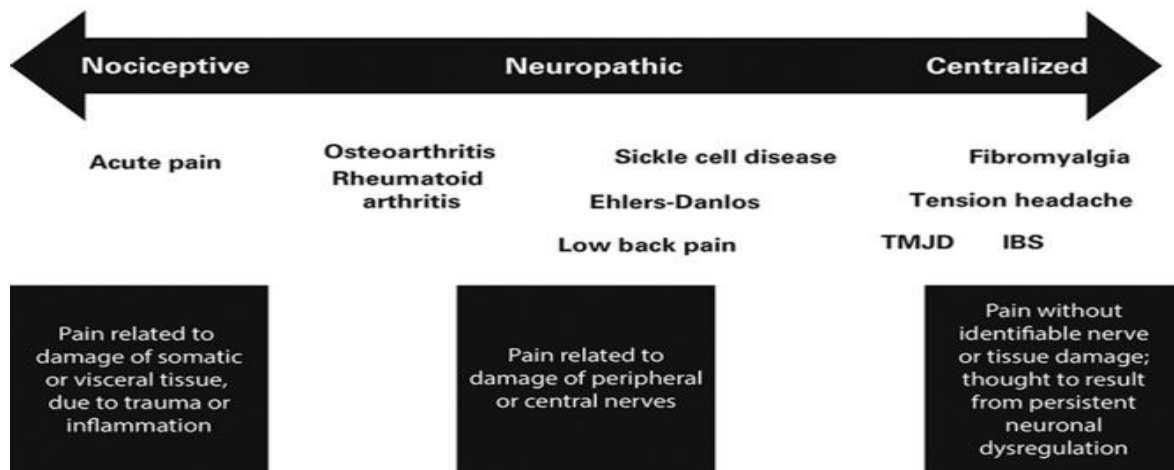 Nociceptive Neuropathic Centralized
Acute pain
Osteoarthritis
Rheumatoid
arthritis
Sickle cell disease
Ehlers-Danlos
Low back pain
Fibromyalgia
Tension headache
TMJD IBS
Pain related to
damage of somatic
or visceral tissue,
due to trauma or
inflammation
Pain related to
damage of peripheral
or central nerves
Pain without
identifiable nerve
or tissue damage;
thought to result
from persistent
neuronal
dysregulation